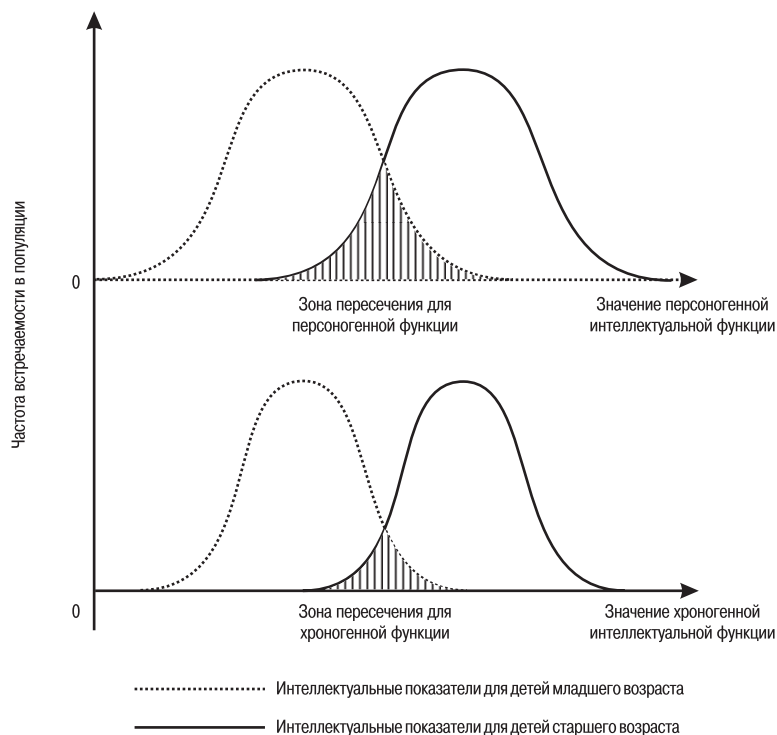 Частота встречаемости в популяции
0
Зона пересечения для
персоногенной функции
Значение персоногенной
интеллектуальной функции
0
Зона пересечения для
хроногенной функции
Значение хроногенной
интеллектуальной функции
Интеллектуальные показатели для детей младшего возраста
Интеллектуальные показатели для детей старшего возраста